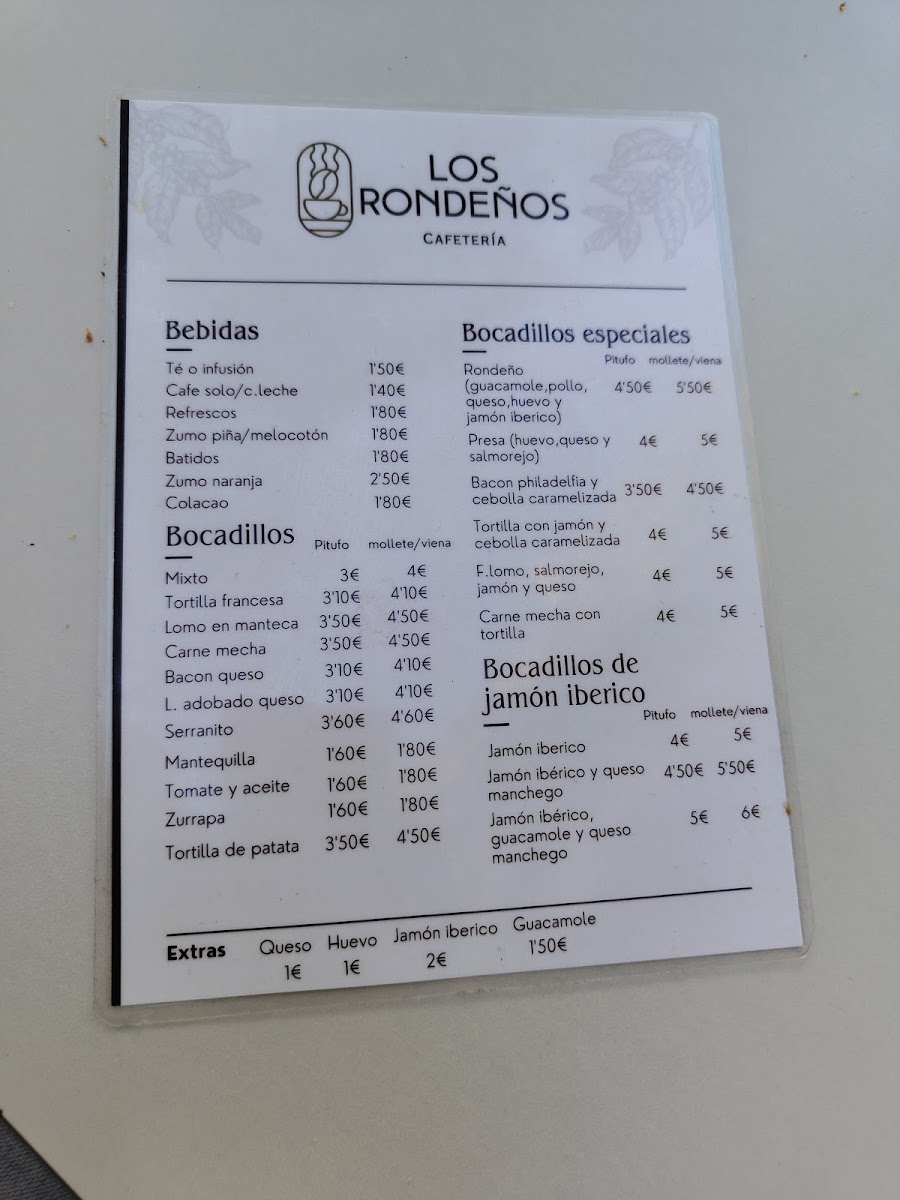 LOS
RONDEÑOS
CAFETERÍA
Bebidas
Té o infusión 1'50€
Cafe solo/c.leche 1'40€
Refrescos 1'80€
Zumo piña/melocotón 1'80€
Batidos 1'80€
Zumo naranja 2'50€
Colacao 1'80€
Bocadillos Pitufo mollete/viena
Mixto 3€ 4€
Tortilla francesa 3'10€ 4'10€
Lomo en manteca 3'50€ 4'50€
Carne mecha 3'50€ 4'50€
Bacon queso 3'10€ 4'10€
L. adobado queso 3'10€ 4'10€
Serranito 3'60€ 4'60€
Mantequilla 1'60€ 1'80€
Tomate y aceite 1'60€ 1'80€
Zurrapa 1'60€ 1'80€
Tortilla de patata 3'50€ 4'50€
Bocadillos especiales
Pitufo mollete/viena
Rondeño
(guacamole,pollo, 4'50€ 5'50€
queso,huevo y
jamón iberico)
Presa (huevo,queso y 4€ 5€
salmorejo)
Bacon philadelfia y
cebolla caramelizada 3'50€ 4'50€
Tortilla con jamón y
cebolla caramelizada 4€ 5€
F.lomo, salmorejo,
jamón y queso 4€ 5€
Carne mecha con 4€ 5€
tortilla
Bocadillos de
jamón iberico
Pitufo mollete/viena
Jamón iberico 4€ 5€
Jamón ibérico y queso 4'50€ 5'50€
manchego
Jamón ibérico, 5€ 6€
guacamole y queso
manchego
Extras Queso Huevo Jamón iberico Guacamole
1€ 1€ 2€ 1'50€